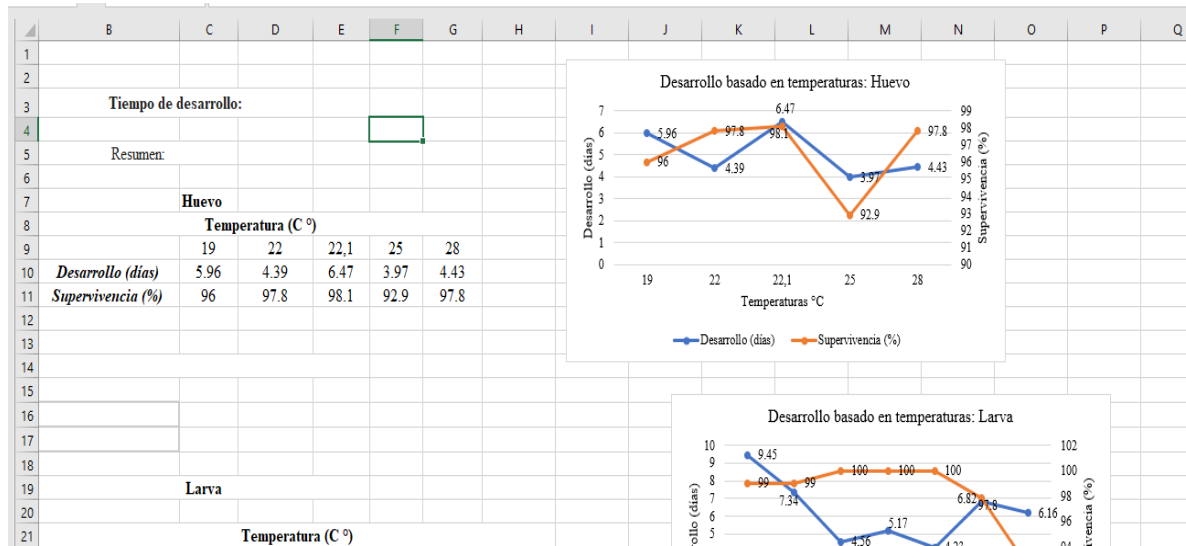 B C D E F G H I J K L M N O P Q
1
2
3 Tiempo de desarrollo:
4
5 Resumen:
6
7 Huevo
8 Temperatura (C °)
9 19 22 22,1 25 28
10 Desarrollo (días) 5.96 4.39 6.47 3.97 4.43
11 Supervivencia (%) 96 97.8 98.1 92.9 97.8
12
13
14
15
16
17
18
19 Larva
20
21 Temperatura (C °)
Desarrollo basado en temperaturas: Huevo
7 6 5 4 3 2 1 0
Desarrollo (días)
5.96 4.39 6.47 3.97 4.43
96 97.8 98.1 92.9 97.8
99 98 97 96 95 94 93 92 91 90
Supervivencia (%)
19 22 22,1 25 28
Temperaturas °C
Desarrollo (días) Supervivencia (%)
Desarrollo basado en temperaturas: Larva
10 9 8 7 6 5
9.45 7.34 4.56 5.17 6.82 6.16
99 99 100 100 100 97.8
102 100 98 96